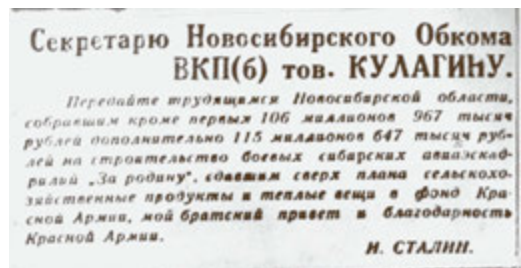 Секретарю Новосибирского Обкома
ВКП(б) тов. КУЛАГИНУ.
Передайте трудящимся Новосибирской области,
собравшим кроме первых 106 миллионов 967 тысяч
рублей дополнительно 115 миллионов 647 тысяч руб-
лей на строительство боевых сибирских авиаэскад-
рилий „За родину“, сдавшим сверх плана сельскохо-
зяйственные продукты и теплые вещи в фонд Кра-
сной Армии, мой братский привет и благодарность
Красной Армии.
И. СТАЛИН.